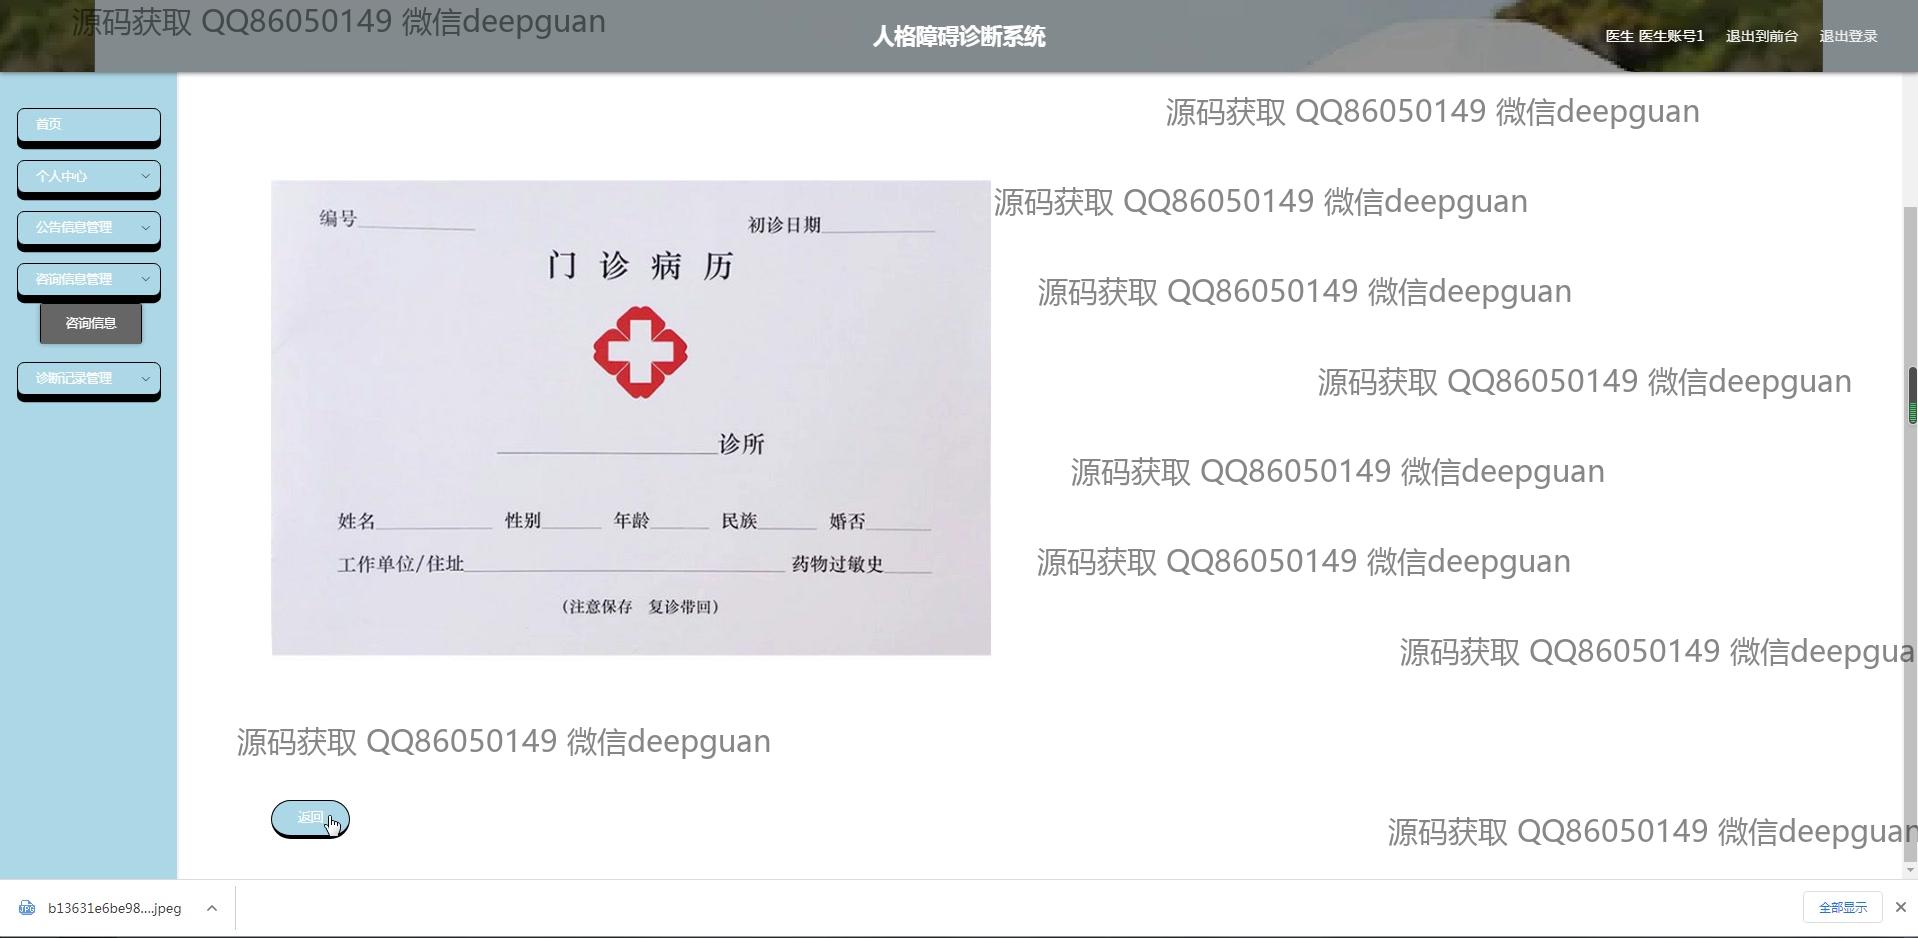 源码获取 QQ86050149 微信deepguan
人格障碍诊断系统
医生 医生账号1 退出到前台 退出登录
首页
个人中心
公告信息管理
咨询信息管理
咨询信息
诊断记录管理
源码获取 QQ86050149 微信deepguan
源码获取 QQ86050149 微信deepguan
编号
初诊日期
门诊病历
源码获取 QQ86050149 微信deepguan
源码获取 QQ86050149 微信deepguan
诊所
源码获取 QQ86050149 微信deepguan
姓名 性别 年龄 民族 婚否
工作单位/住址 药物过敏史
源码获取 QQ86050149 微信deepguan
(注意保存 复诊带回)
源码获取 QQ86050149 微信deepgua
源码获取 QQ86050149 微信deepguan
返回
源码获取 QQ86050149 微信deepguan
b13631e6be98....jpeg
全部显示